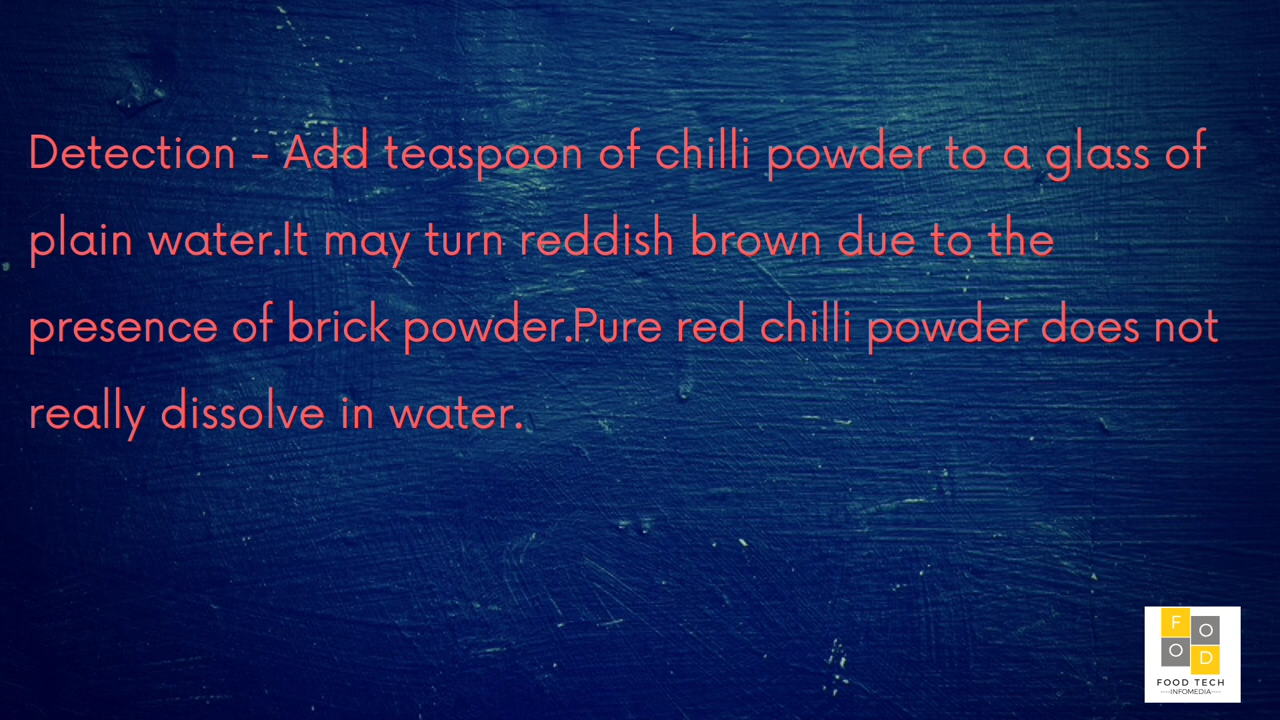 Detection - Add teaspoon of chilli powder to a glass of
plain water.It may turn reddish brown due to the
presence of brick powder.Pure red chilli powder does not
really dissolve in water.
F
O
O
D
FOOD TECH
----INFOMEDIA----